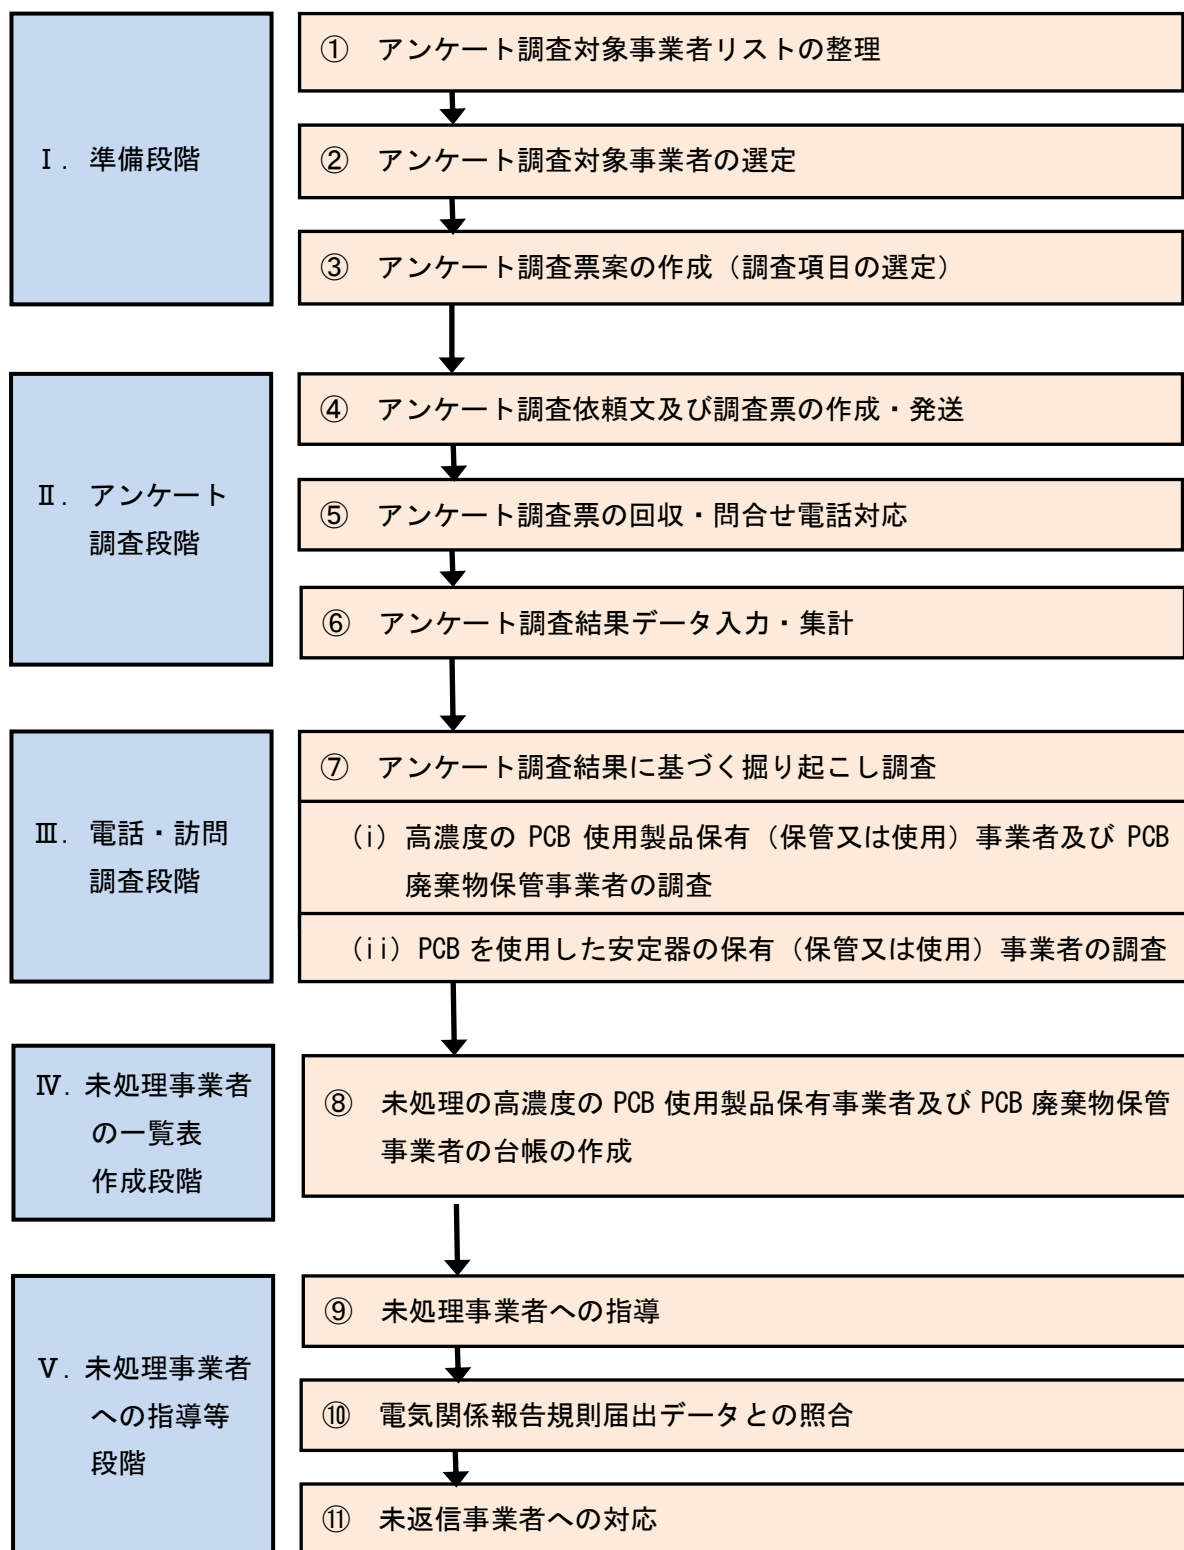 Ⅰ. 準備段階
① アンケート調査対象事業者リストの整理
② アンケート調査対象事業者の選定
③ アンケート調査票案の作成（調査項目の選定）
Ⅱ. アンケート
調査段階
④ アンケート調査依頼文及び調査票の作成・発送
⑤ アンケート調査票の回収・問合せ電話対応
⑥ アンケート調査結果データ入力・集計
Ⅲ. 電話・訪問
調査段階
⑦ アンケート調査結果に基づく掘り起こし調査
(i) 高濃度の PCB 使用製品保有（保管又は使用）事業者及び PCB
廃棄物保管事業者の調査
(ii) PCB を使用した安定器の保有（保管又は使用）事業者の調査
Ⅳ. 未処理事業者
の一覧表
作成段階
⑧ 未処理の高濃度の PCB 使用製品保有事業者及び PCB 廃棄物保管
事業者の台帳の作成
Ⅴ. 未処理事業者
への指導等
段階
⑨ 未処理事業者への指導
⑩ 電気関係報告規則届出データとの照合
⑪ 未返信事業者への対応